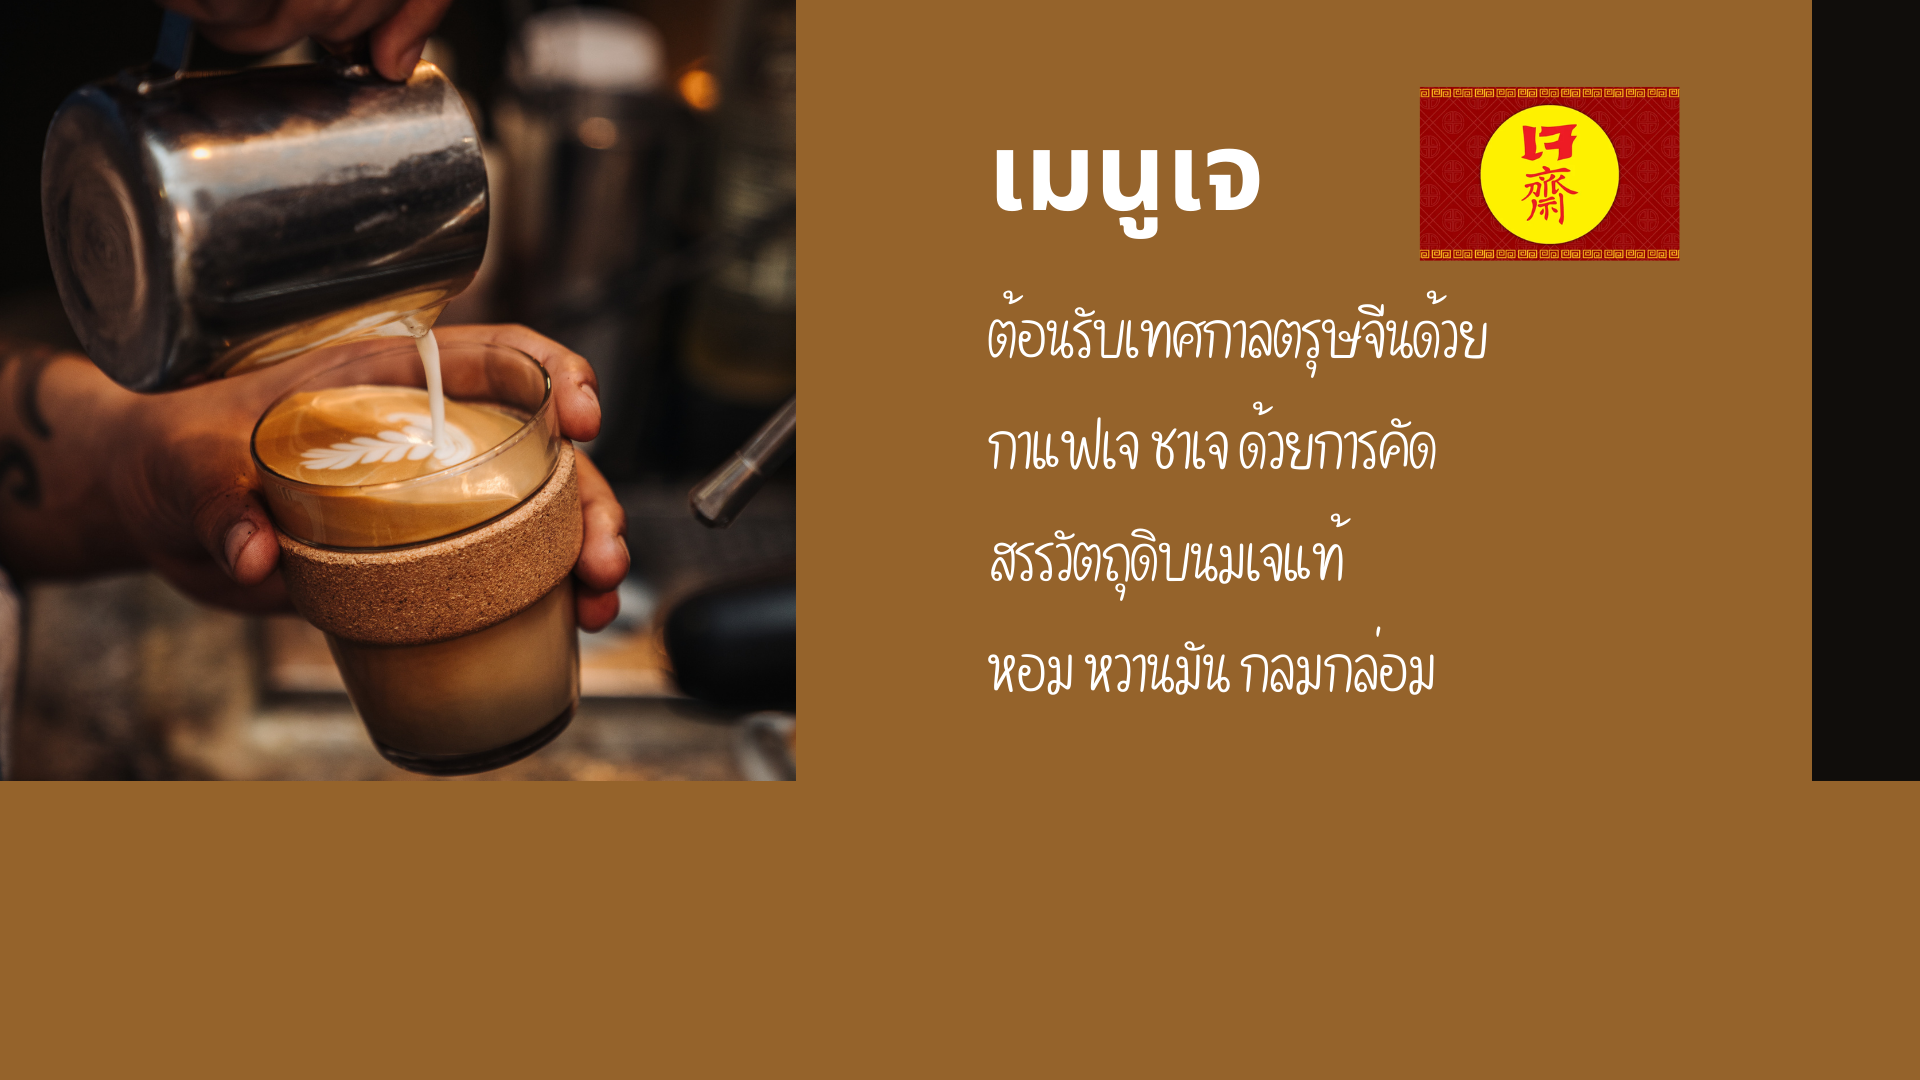 เมนูเจ
เจ
齋
ต้อนรับเทศกาลตรุษจีนด้วย
กาแฟเจ ชาเจ ด้วยการคัด
สรรวัตถุดิบนมเจแท้
หอม หวานมัน กลมกล่อม